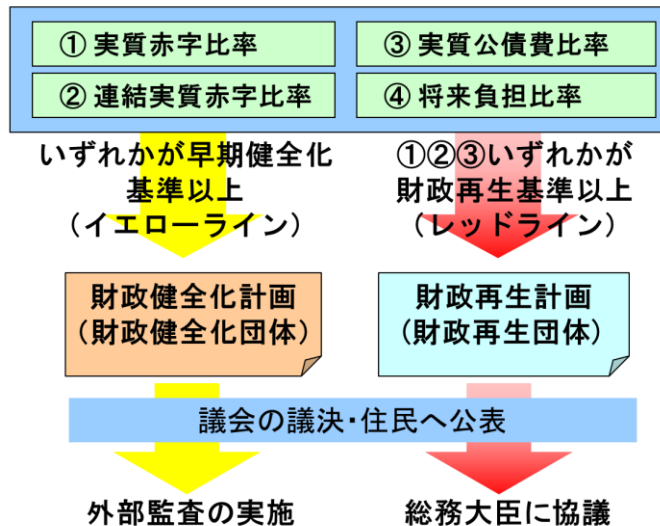 ① 実質赤字比率
② 連結実質赤字比率
③ 実質公債費比率
④ 将来負担比率
いずれかが早期健全化
基準以上
（イエローライン）
①②③いずれかが
財政再生基準以上
（レッドライン）
財政健全化計画
（財政健全化団体）
財政再生計画
（財政再生団体）
議会の議決・住民へ公表
外部監査の実施
総務大臣に協議